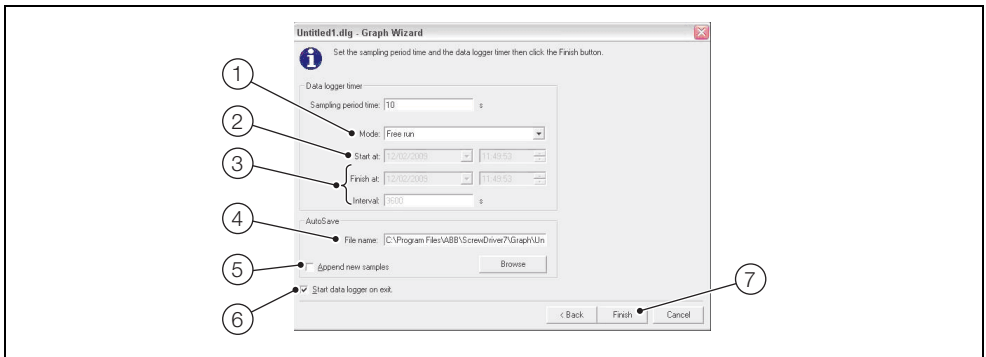 Untitled1.dlg - Graph Wizard
Set the sampling period time and the data logger timer then click the Finish button.
Data logger timer
Sampling period time: 10 s
1
Mode: Free run
2
Start at: 12/02/2009 11:49:53
3
Finish at: 12/02/2009 11:49:53
Interval: 3600 s
AutoSave
4
File name: C:\Program Files\ABB\ScrewDriver7\Graph\Un
5
Append new samples Browse
6
Start data logger on exit.
7
< Back Finish Cancel